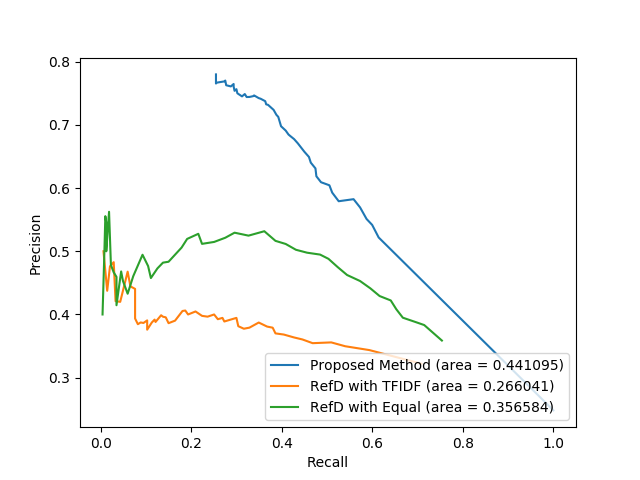 0.8
0.7
0.6
0.5
0.4
0.3
Precision
0.0 0.2 0.4 0.6 0.8 1.0
Recall
Proposed Method (area = 0.441095)
RefD with TFIDF (area = 0.266041)
RefD with Equal (area = 0.356584)